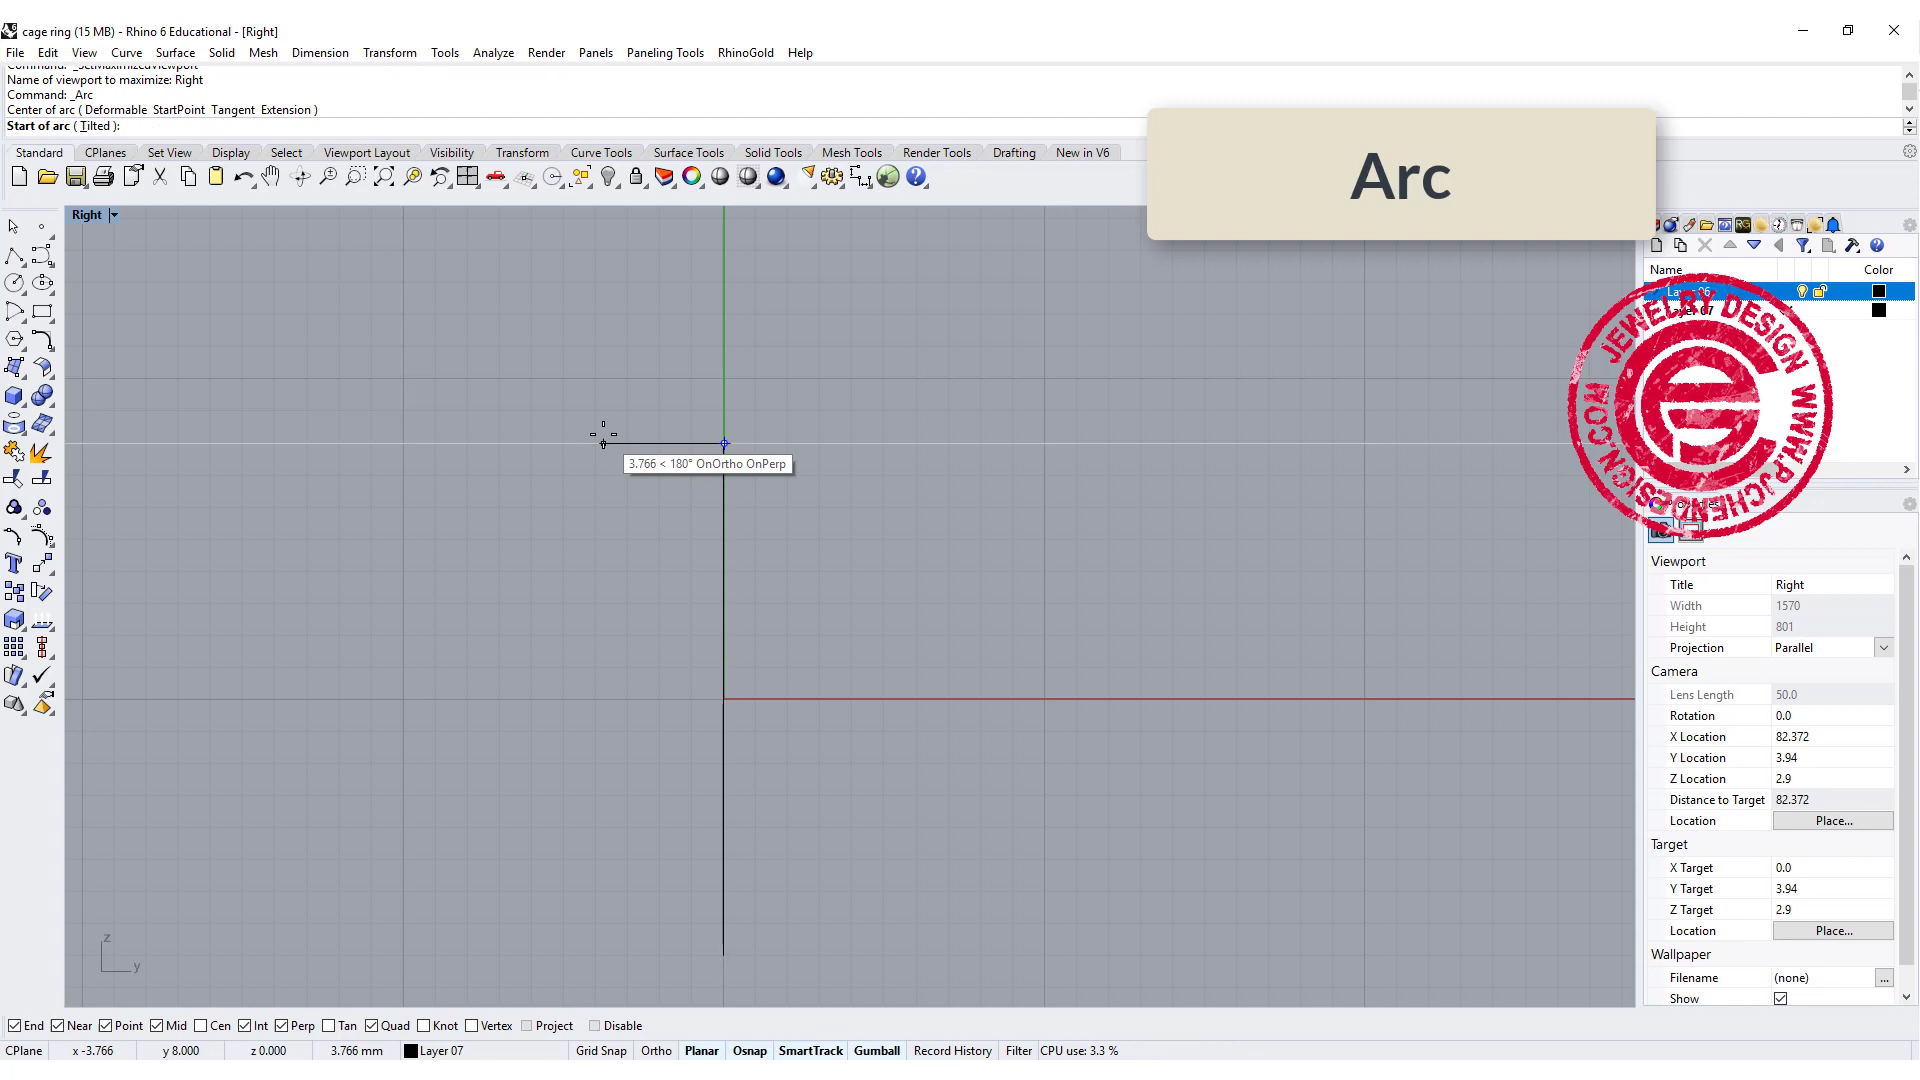 cage ring (15 MB) - Rhino 6 Educational - [Right]
File Edit View Curve Surface Solid Mesh Dimension Transform Tools Analyze Render Panels Paneling Tools RhinoGold Help
Command: _SetMaximizedViewport
Name of viewport to maximize: Right
Command: _Arc
Center of arc ( Deformable StartPoint Tangent Extension )
Start of arc ( Tilted ):
Arc
Standard CPlanes Set View Display Select Viewport Layout Visibility Transform Curve Tools Surface Tools Solid Tools Mesh Tools Render Tools Drafting New in V6
Right
Name Color
JEWELRY DESIGN WWW.PJCHENDESIGN.COM
3.766 < 180° OnOrtho OnPerp
Viewport
Title Right
Width 1570
Height 801
Projection Parallel
Camera
Lens Length 50.0
Rotation 0.0
X Location 82.372
Y Location 3.94
Z Location 2.9
Distance to Target 82.372
Location Place...
Target
X Target 0.0
Y Target 3.94
Z Target 2.9
Location Place...
Wallpaper
Filename (none) ...
Show
z
y
End Near Point Mid Cen Int Perp Tan Quad Knot Vertex Project Disable
CPlane x -3.766 y 8.000 z 0.000 3.766 mm Layer 07 Grid Snap Ortho Planar Osnap SmartTrack Gumball Record History Filter CPU use: 3.3 %